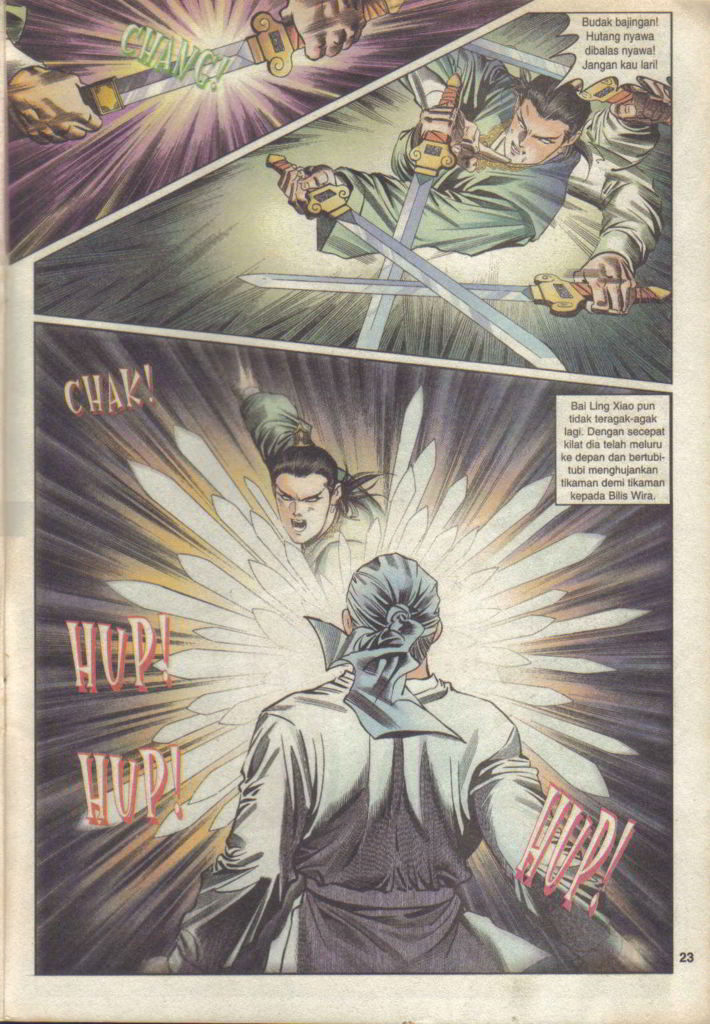 CHANG!
Budak bajingan!
Hutang nyawa
dibalas nyawa!
Jangan kau lari!
CHAK!
Bai Ling Xiao pun
tidak teragak-agak
lagi. Dengan secepat
kilat dia telah meluru
ke depan dan bertubi-
tubi menghujankan
tikaman demi tikaman
kepada Bilis Wira.
HUP!
HUP!
HUP!
23